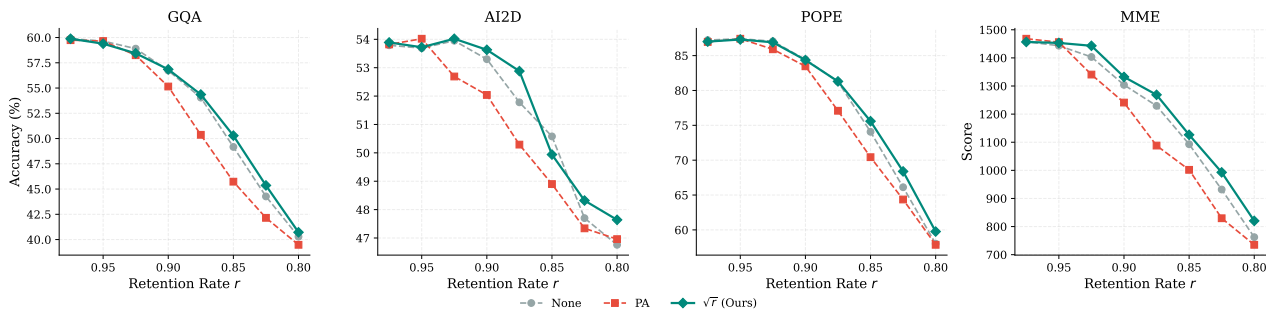 GQA
AI2D
POPE
MME
Accuracy (%)
60.0
57.5
55.0
52.5
50.0
47.5
45.0
42.5
40.0
0.95 0.90 0.85 0.80
Retention Rate r
54
53
52
51
50
49
48
47
0.95 0.90 0.85 0.80
Retention Rate r
85
80
75
70
65
60
0.95 0.90 0.85 0.80
Retention Rate r
Score
1500
1400
1300
1200
1100
1000
900
800
700
0.95 0.90 0.85 0.80
Retention Rate r
None PA √r (Ours)